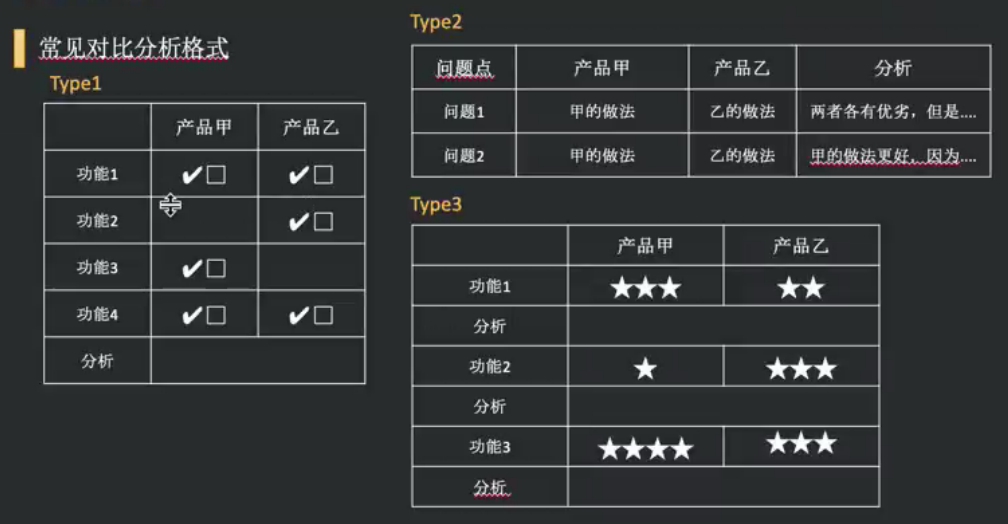 常见对比分析格式
Type1
产品甲 产品乙
功能1 ✔□ ✔□
功能2 ✔□
功能3 ✔□
功能4 ✔□ ✔□
分析
Type2
问题点 产品甲 产品乙 分析
问题1 甲的做法 乙的做法 两者各有优劣，但是....
问题2 甲的做法 乙的做法 甲的做法更好，因为....
Type3
产品甲 产品乙
功能1 ★★★ ★★
分析
功能2 ★ ★★★
分析
功能3 ★★★★ ★★★
分析